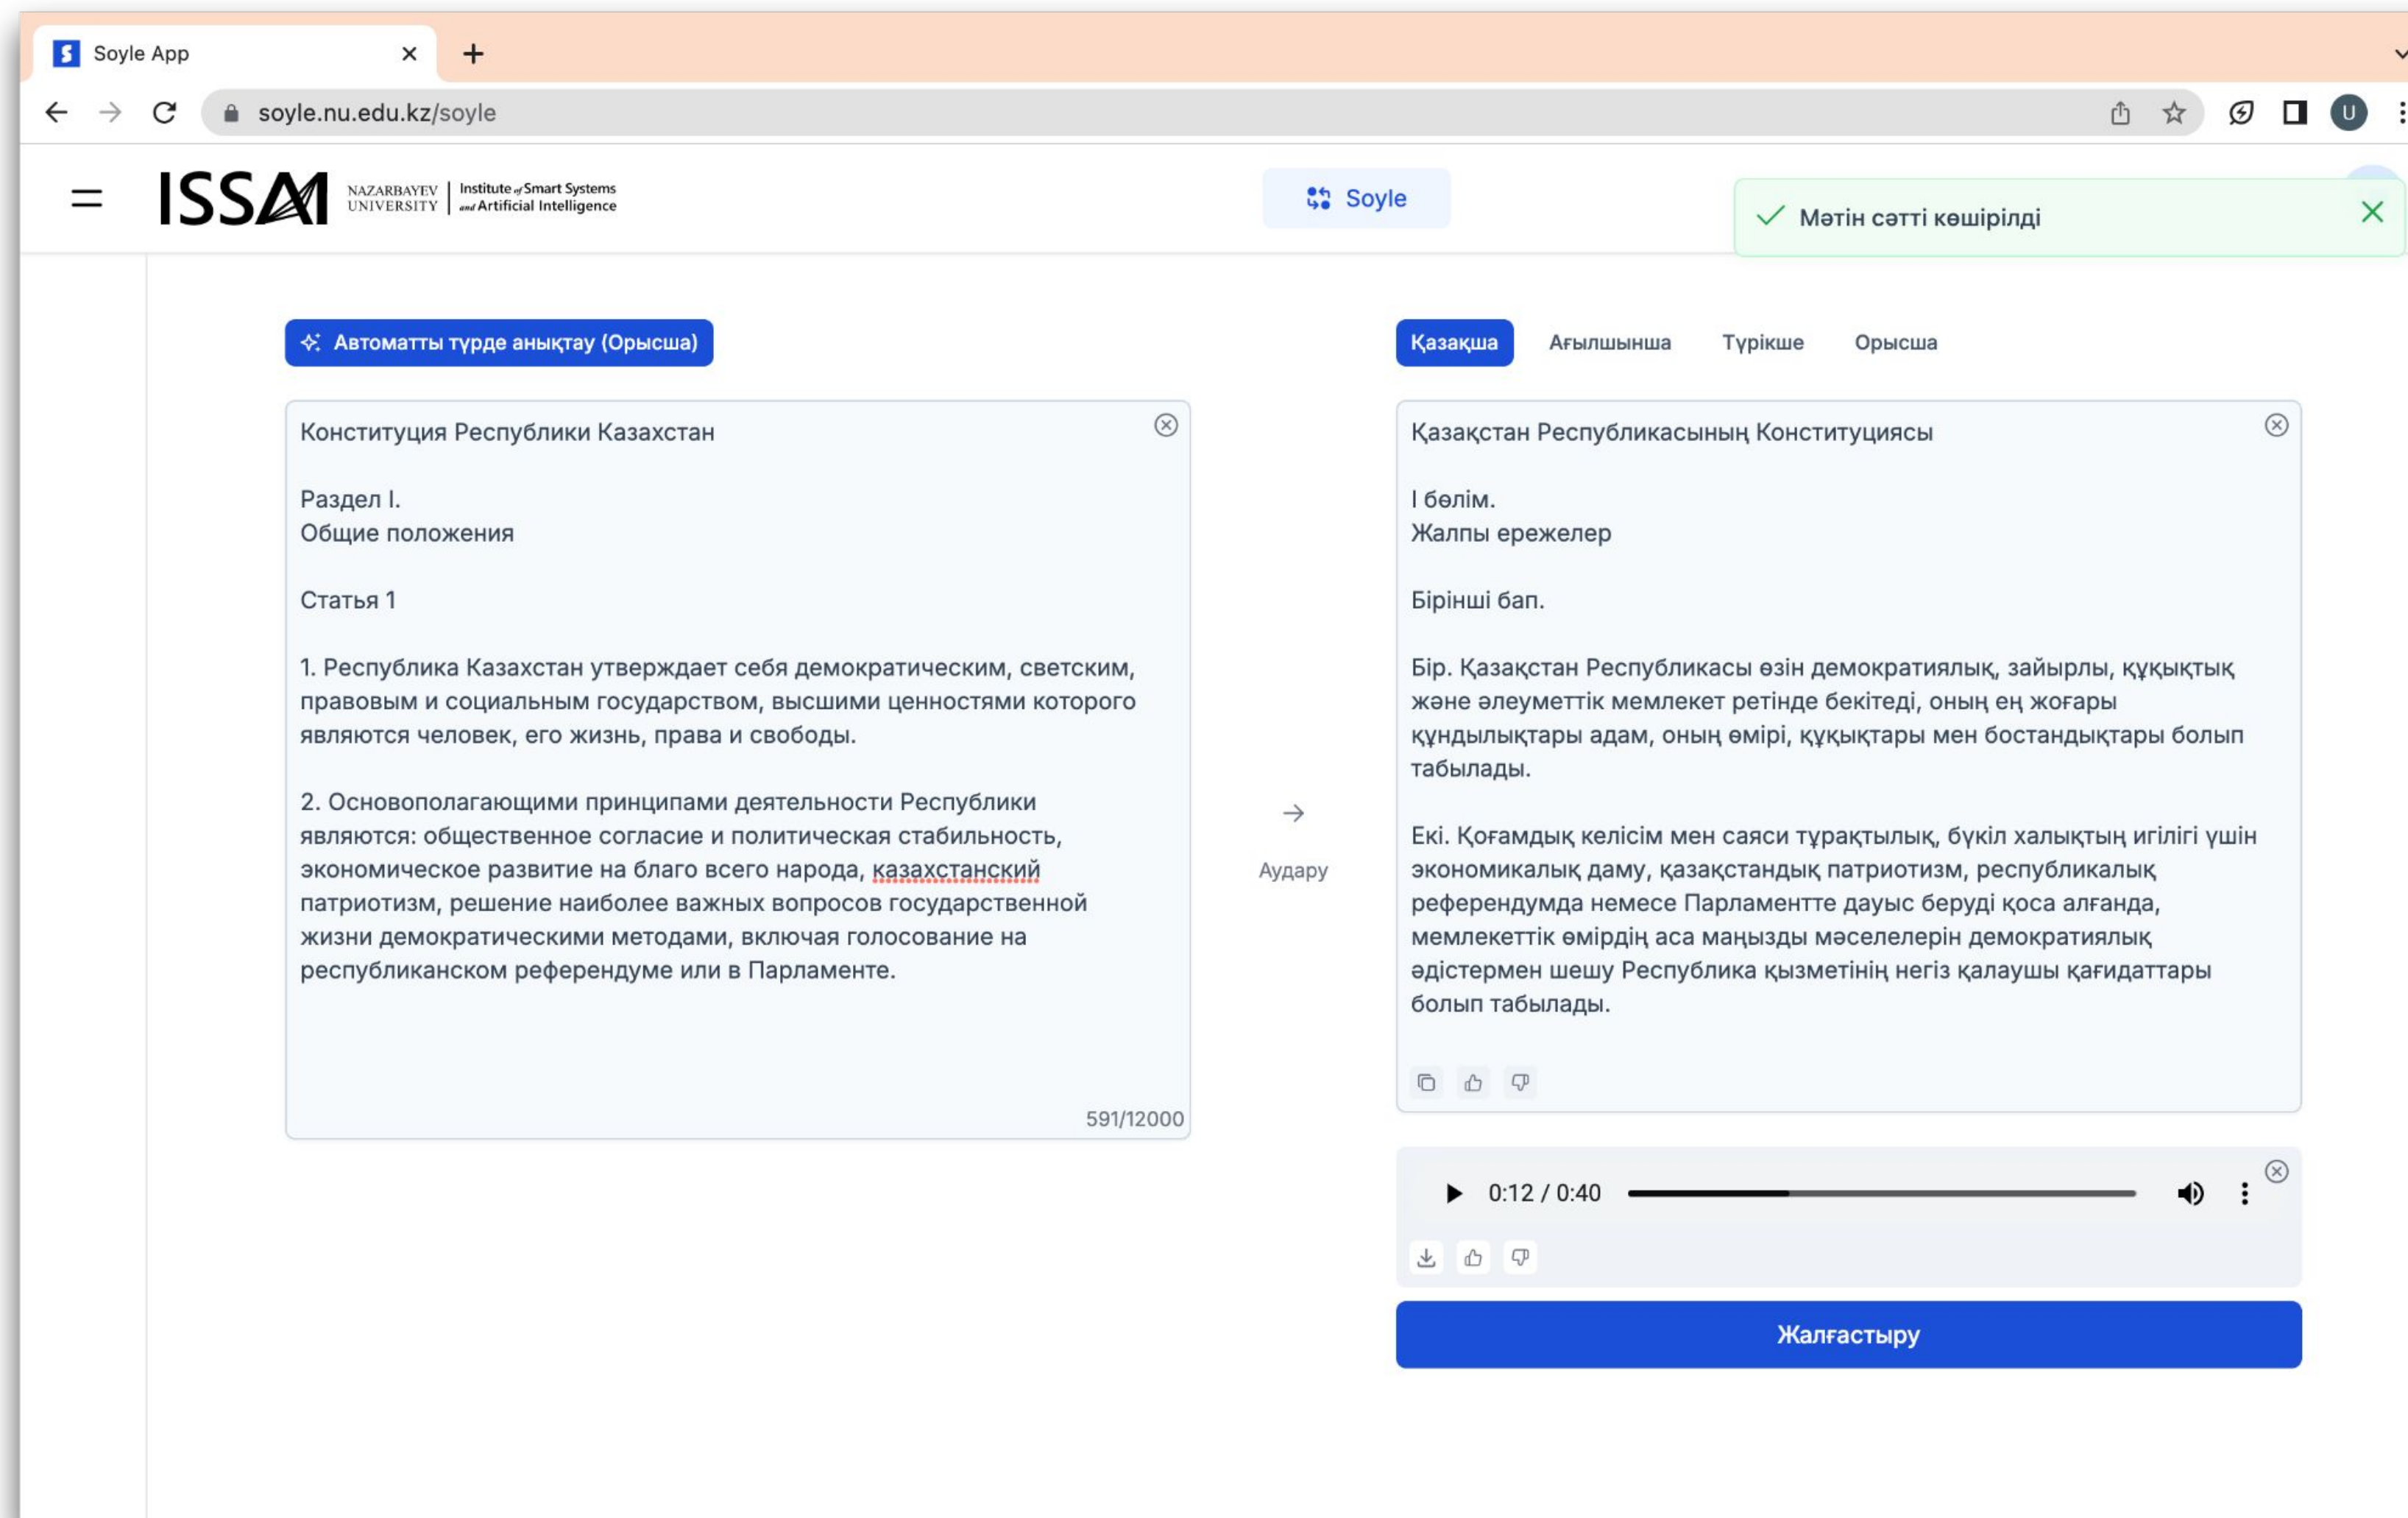 Soyle App
soyle.nu.edu.kz/soyle
U
ISSAI
NAZARBAYEV
UNIVERSITY
Institute of Smart Systems
and Artificial Intelligence
Soyle
Мәтін сәтті көшірілді
Автоматты түрде анықтау (Орысша)
Конституция Республики Казахстан
Раздел I.
Общие положения
Статья 1
1. Республика Казахстан утверждает себя демократическим, светским,
правовым и социальным государством, высшими ценностями которого
являются человек, его жизнь, права и свободы.
2. Основополагающими принципами деятельности Республики
являются: общественное согласие и политическая стабильность,
экономическое развитие на благо всего народа, казахстанский
патриотизм, решение наиболее важных вопросов государственной
жизни демократическими методами, включая голосование на
республиканском референдуме или в Парламенте.
591/12000
Аудару
Қазақша Ағылшынша Түрікше Орысша
Қазақстан Республикасының Конституциясы
I бөлім.
Жалпы ережелер
Бірінші бап.
Бір. Қазақстан Республикасы өзін демократиялық, зайырлы, құқықтық
және әлеуметтік мемлекет ретінде бекітеді, оның ең жоғары
құндылықтары адам, оның өмірі, құқықтары мен бостандықтары болып
табылады.
Екі. Қоғамдық келісім мен саяси тұрақтылық, бүкіл халықтың игілігі үшін
экономикалық даму, қазақстандық патриотизм, республикалық
референдумда немесе Парламентте дауыс беруді қоса алғанда,
мемлекеттік өмірдің аса маңызды мәселелерін демократиялық
әдістермен шешу Республика қызметінің негіз қалаушы қағидаттары
болып табылады.
0:12 / 0:40
Жалғастыру